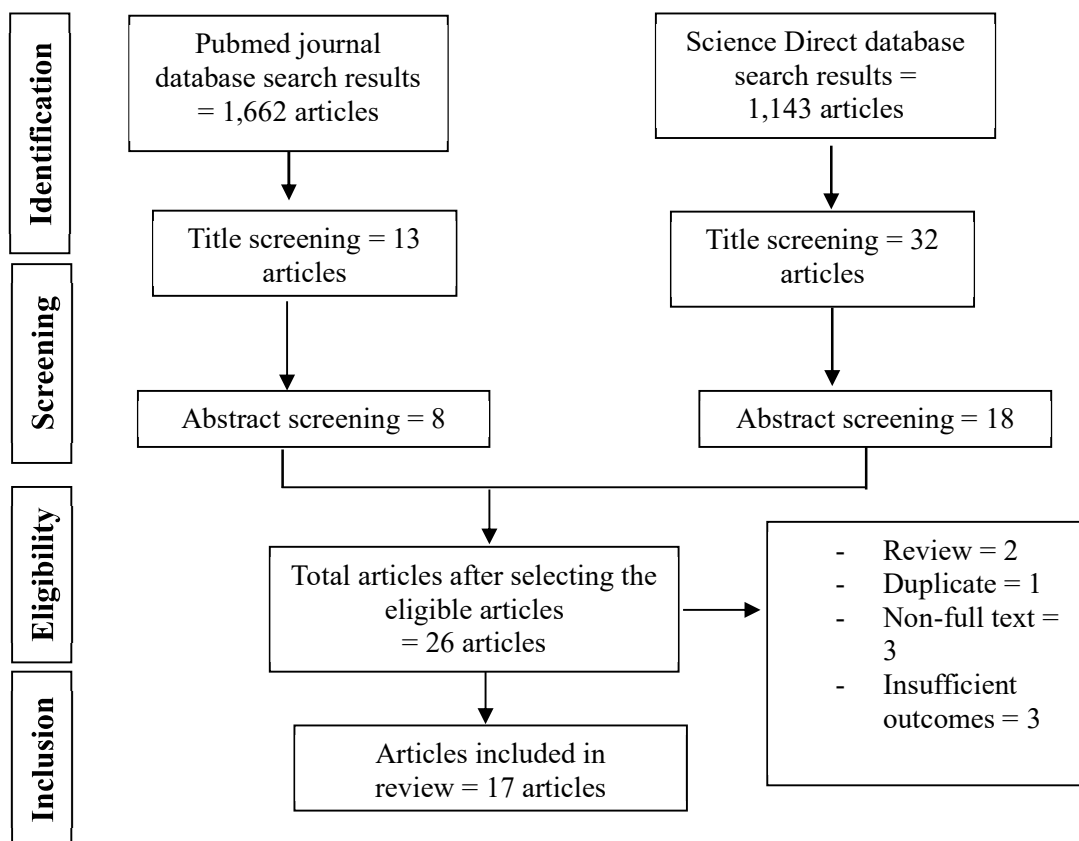 Identification
Pubmed journal
database search results
= 1,662 articles
Science Direct database
search results =
1,143 articles
Title screening = 13
articles
Title screening = 32
articles
Screening
Abstract screening = 8
Abstract screening = 18
Eligibility
Total articles after selecting the
eligible articles
= 26 articles
- Review = 2
- Duplicate = 1
- Non-full text =
3
- Insufficient
outcomes = 3
Inclusion
Articles included in
review = 17 articles